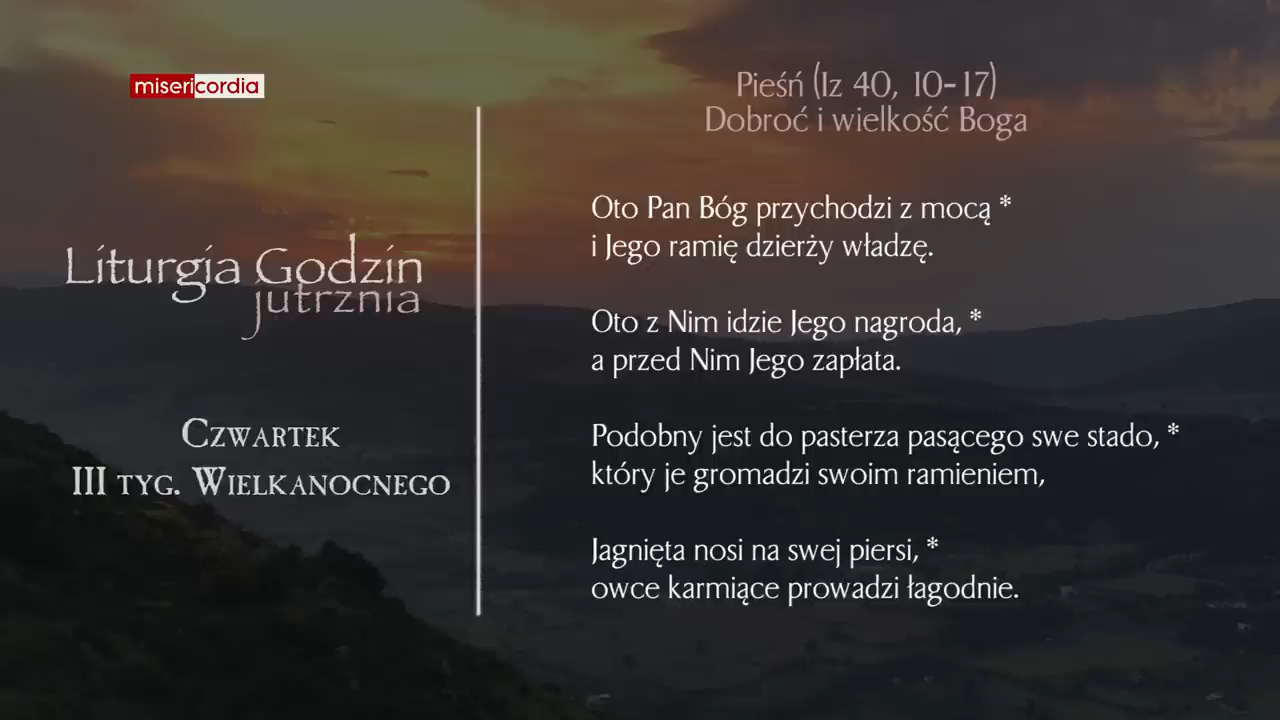 misericordia
Liturgia Godzin
jutrznia
Czwartek
III tyg. Wielkanocnego
Pieśń (Iz 40, 10-17)
Dobroć i wielkość Boga
Oto Pan Bóg przychodzi z mocą *
i Jego ramię dzierży władzę.
Oto z Nim idzie Jego nagroda, *
a przed Nim Jego zapłata.
Podobny jest do pasterza pasącego swe stado, *
który je gromadzi swoim ramieniem,
Jagnięta nosi na swej piersi, *
owce karmiące prowadzi łagodnie.